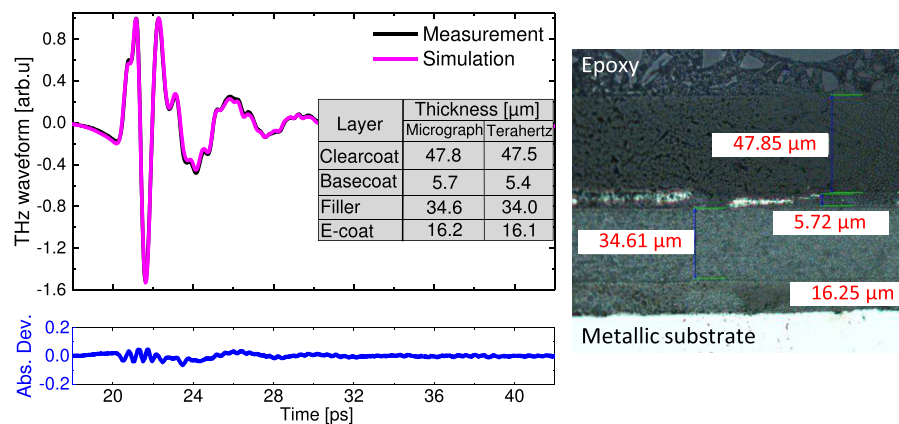 THz waveform [arb.u]
0.8
0.4
0.0
-0.4
-0.8
-1.2
-1.6
Measurement
Simulation
Layer
Thickness [μm]
Micrograph Terahertz
Clearcoat 47.8 47.5
Basecoat 5.7 5.4
Filler 34.6 34.0
E-coat 16.2 16.1
Abs. Dev.
0.2
0.0
-0.2
20 24 28 32 36 40
Time [ps]
Epoxy
47.85 μm
5.72 μm
34.61 μm
16.25 μm
Metallic substrate